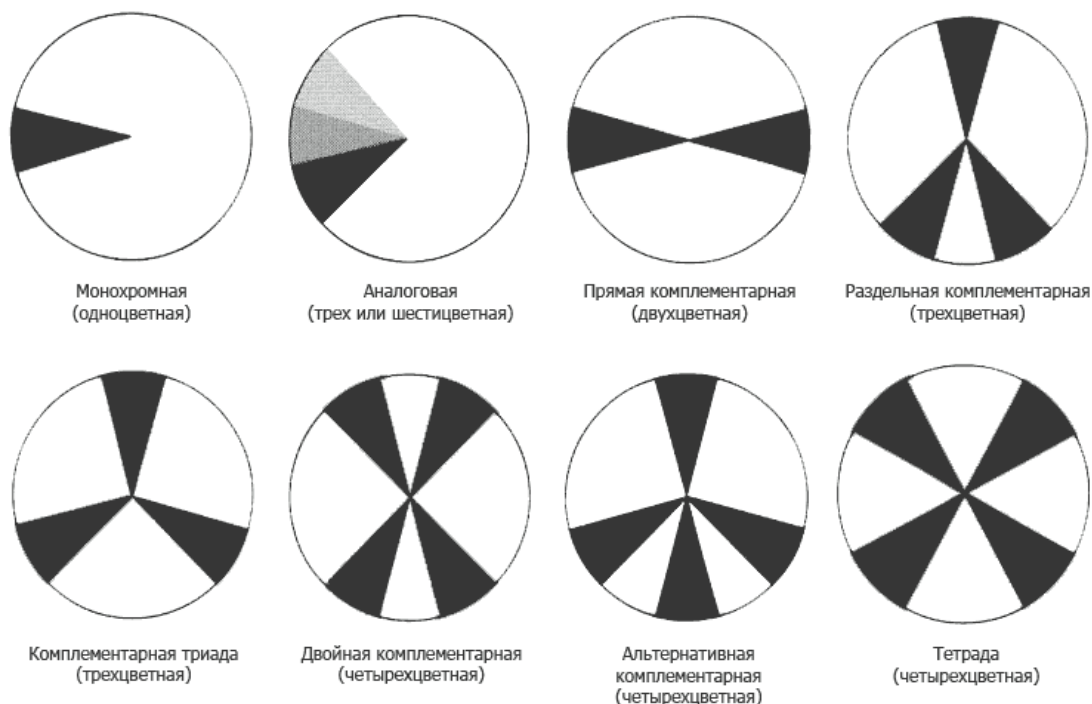 Монохромная
(одноцветная)
Аналоговая
(трех или шестицветная)
Прямая комплементарная
(двухцветная)
Раздельная комплементарная
(трехцветная)
Комплементарная триада
(трехцветная)
Двойная комплементарная
(четырехцветная)
Альтернативная
комплементарная
(четырехцветная)
Тетрада
(четырехцветная)